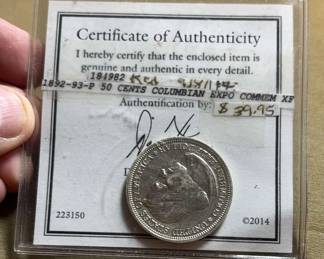 Certificate of Authenticity
I hereby certify that the enclosed item is
genuine and authentic in every detail.
184982
1892-93-P 50 CENTS COLUMBIAN EXPO COMMEM XF
Authentification by:
$ 39.95
223150
©2014